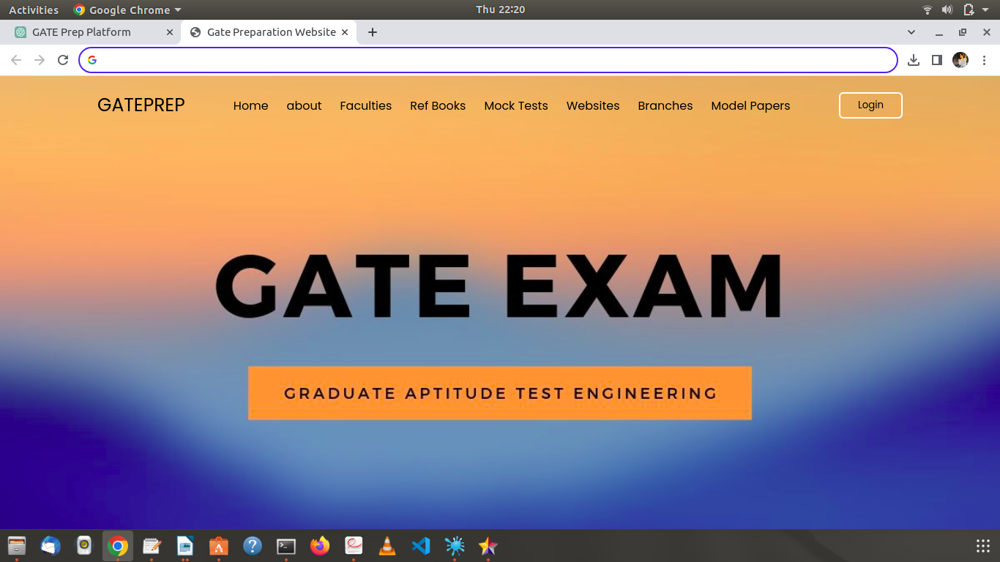 Activities Google Chrome Thu 22:20
GATE Prep Platform Gate Preparation Website
GATEPREP Home about Faculties Ref Books Mock Tests Websites Branches Model Papers Login
GATE EXAM
GRADUATE APTITUDE TEST ENGINEERING